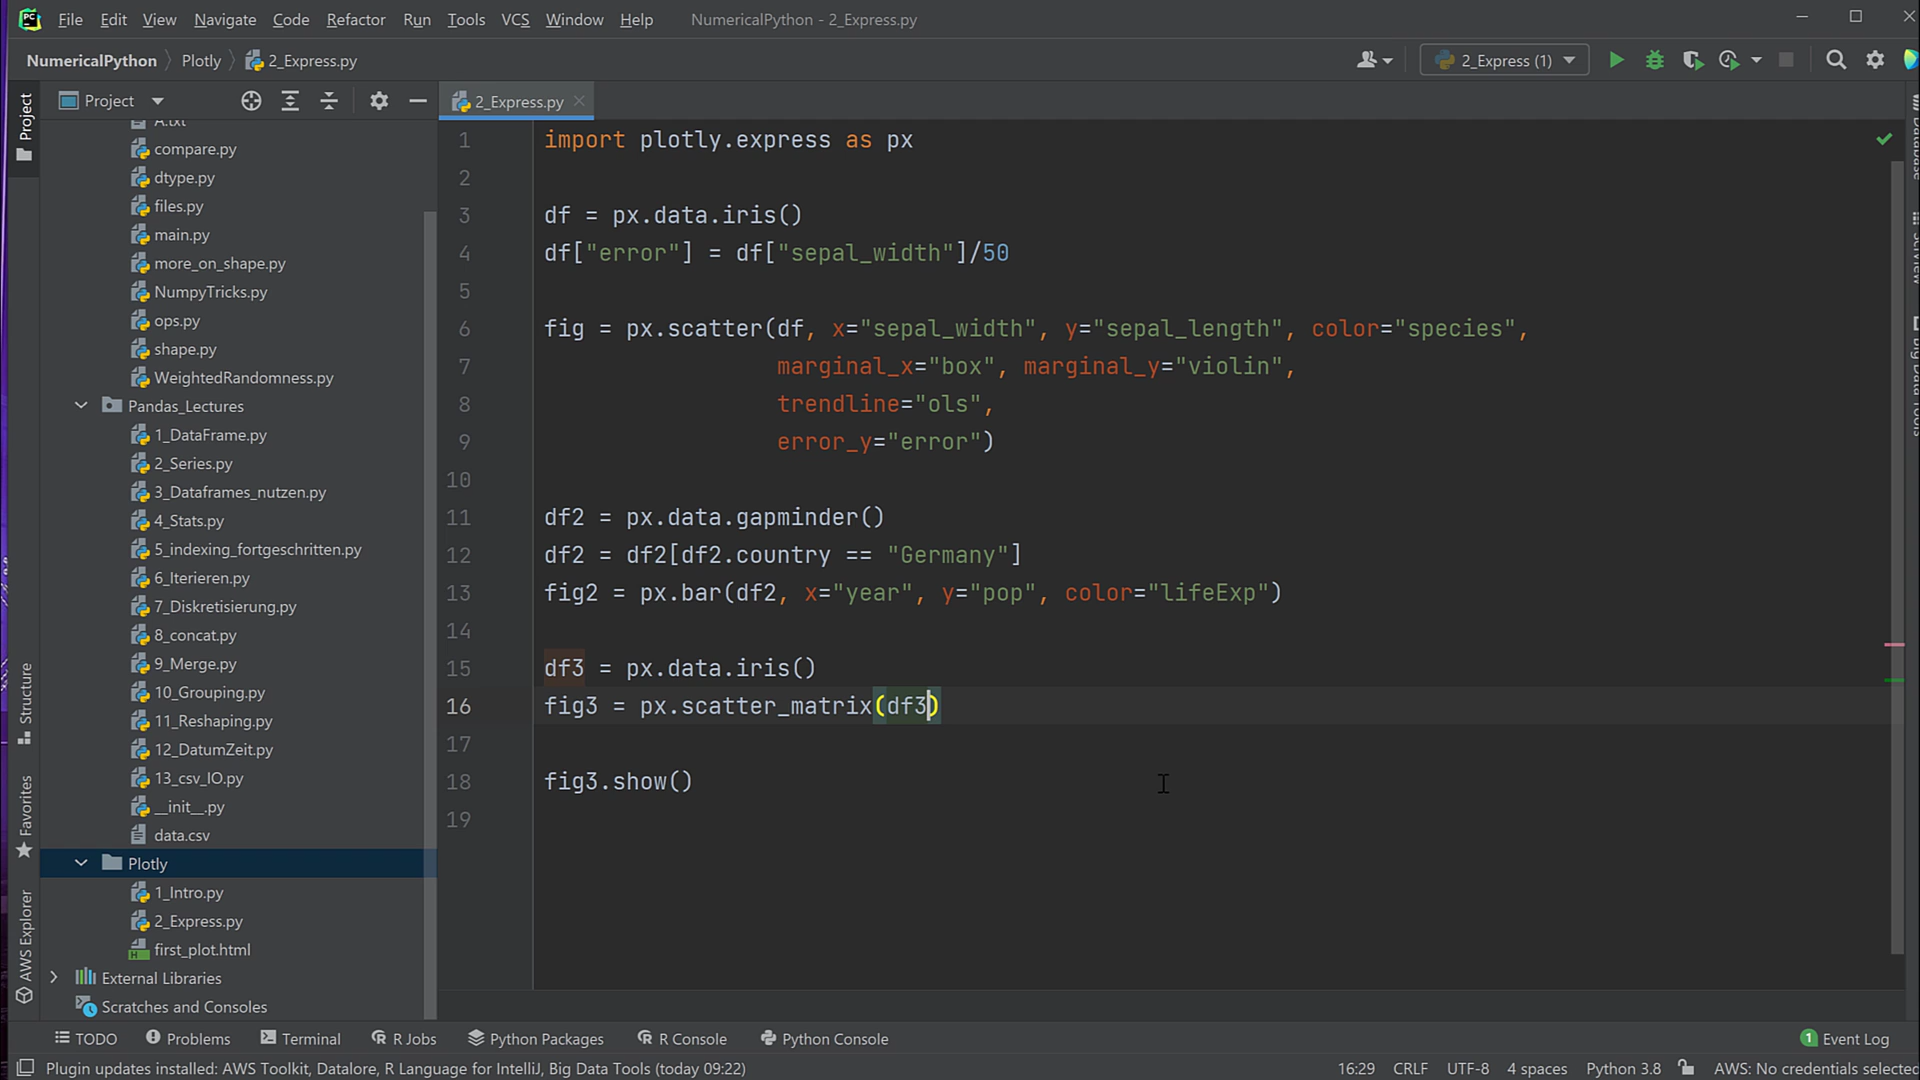 File Edit View Navigate Code Refactor Run Tools VCS Window Help NumericalPython - 2_Express.py
NumericalPython Plotly 2_Express.py 2_Express (1)
Project
2_Express.py
A.txt
compare.py
dtype.py
files.py
main.py
more_on_shape.py
NumpyTricks.py
ops.py
shape.py
WeightedRandomness.py
Pandas_Lectures
1_DataFrame.py
2_Series.py
3_Dataframes_nutzen.py
4_Stats.py
5_indexing_fortgeschritten.py
6_Iterieren.py
7_Diskretisierung.py
8_concat.py
9_Merge.py
10_Grouping.py
11_Reshaping.py
12_DatumZeit.py
13_csv_IO.py
__init__.py
data.csv
Plotly
1_Intro.py
2_Express.py
first_plot.html
External Libraries
Scratches and Consoles
1 import plotly.express as px
2
3 df = px.data.iris()
4 df["error"] = df["sepal_width"]/50
5
6 fig = px.scatter(df, x="sepal_width", y="sepal_length", color="species",
7 marginal_x="box", marginal_y="violin",
8 trendline="ols",
9 error_y="error")
10
11 df2 = px.data.gapminder()
12 df2 = df2[df2.country == "Germany"]
13 fig2 = px.bar(df2, x="year", y="pop", color="lifeExp")
14
15 df3 = px.data.iris()
16 fig3 = px.scatter_matrix(df3)
17
18 fig3.show()
19
Project
Structure
Favorites
AWS Explorer
Database
SciView
Big Data Tools
TODO Problems Terminal R Jobs Python Packages R Console Python Console 1 Event Log
Plugin updates installed: AWS Toolkit, Datalore, R Language for IntelliJ, Big Data Tools (today 09:22) 16:29 CRLF UTF-8 4 spaces Python 3.8 AWS: No credentials selected